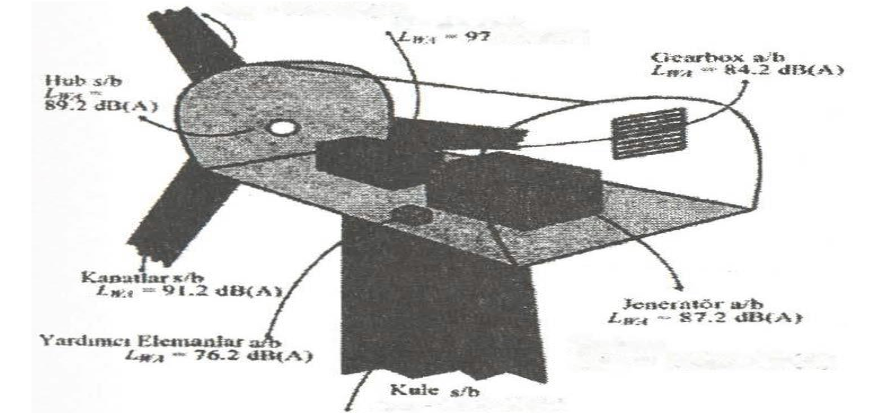 LWA = 97
Gearbox a/b
LWA = 84.2 dB(A)
Hub s/b
LWA =
89.2 dB(A)
Kanatlar s/b
LWA = 91.2 dB(A)
Jeneratör a/b
LWA = 87.2 dB(A)
Yardımcı Elemanlar a/b
LWA = 76.2 dB(A)
Kule s/b